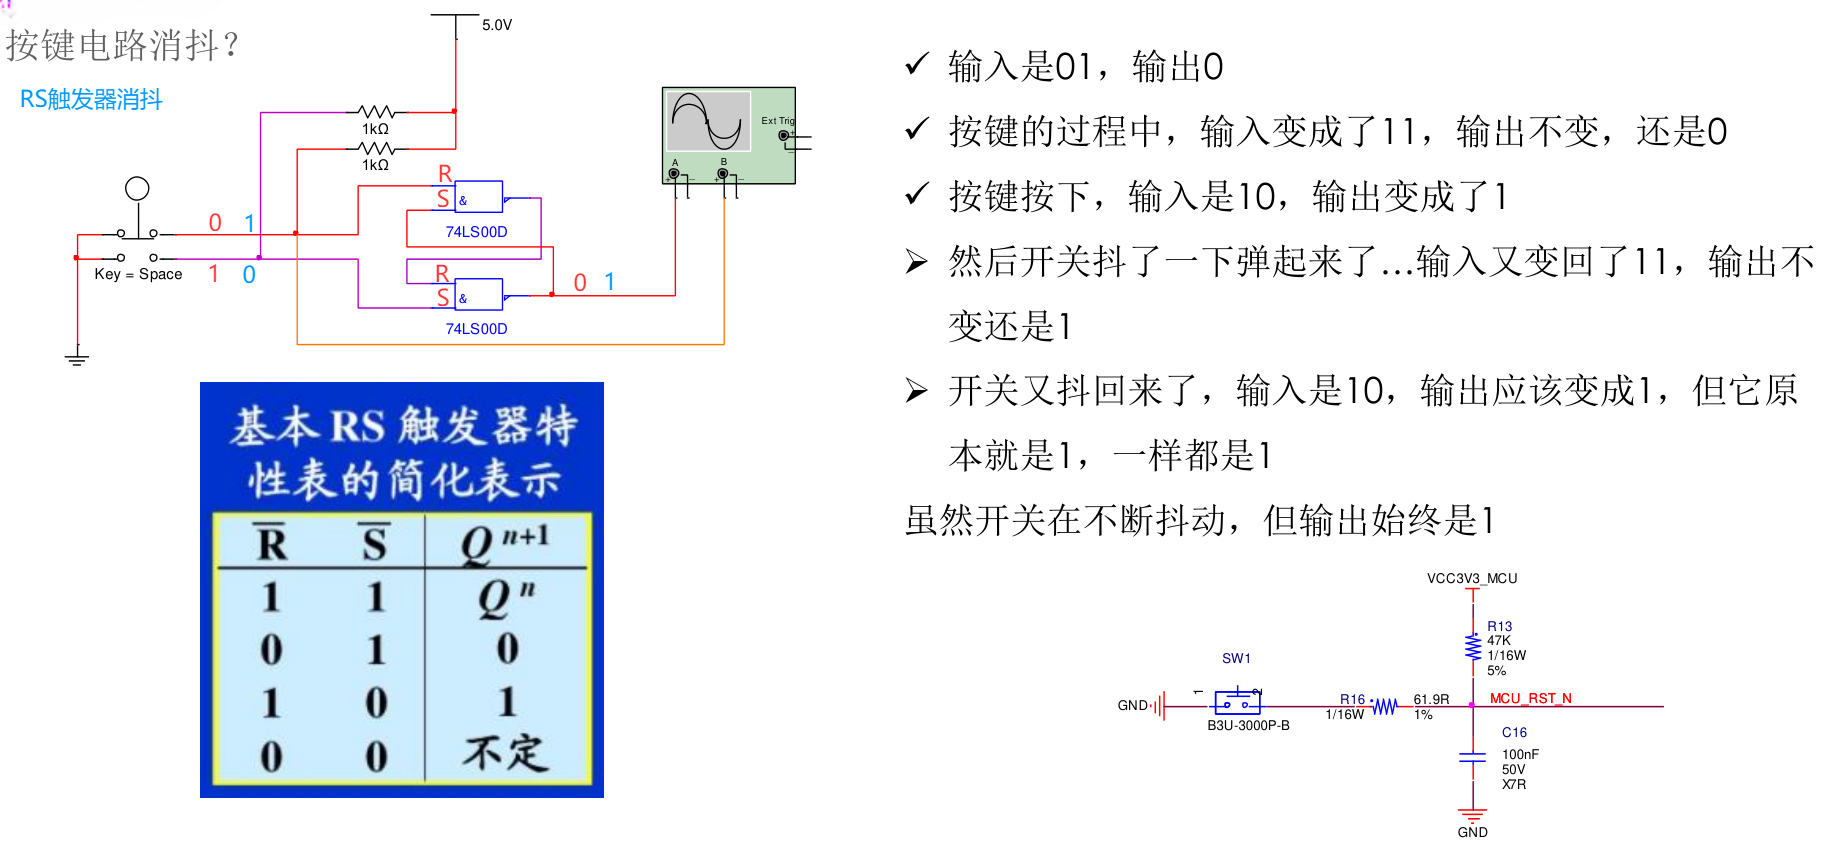 按键电路消抖？
RS触发器消抖
5.0V
1kΩ
1kΩ
Ext Trig
+
−
A
B
+ −
+ −
R
S
&
74LS00D
0 1
Key = Space
1 0
R
S
&
74LS00D
0 1
基本 RS 触发器特
性表的简化表示
R̅ S̅ Qⁿ⁺¹
1 1 Qⁿ
0 1 0
1 0 1
0 0 不定
✓ 输入是01，输出0
✓ 按键的过程中，输入变成了11，输出不变，还是0
✓ 按键按下，输入是10，输出变成了1
➢ 然后开关抖了一下弹起来了...输入又变回了11，输出不
变还是1
➢ 开关又抖回来了，输入是10，输出应该变成1，但它原
本就是1，一样都是1
虽然开关在不断抖动，但输出始终是1
VCC3V3_MCU
R13
47K
1/16W
5%
SW1
1
2
GND
B3U-3000P-B
R16
1/16W
61.9R
1%
MCU_RST_N
C16
100nF
50V
X7R
GND